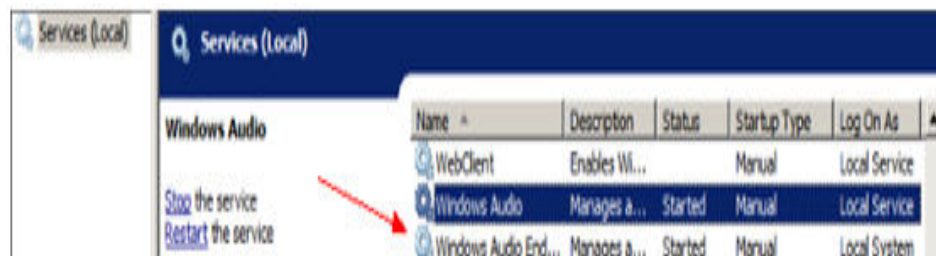 Services (Local)
Services (Local)
Windows Audio
Stop the service
Restart the service
Name Description Status Startup Type Log On As
WebClient Enables Wi... Manual Local Service
Windows Audio Manages a... Started Manual Local Service
Windows Audio End... Manages a... Started Manual Local System